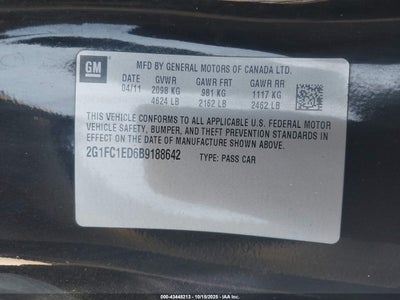 GM
MFD BY GENERAL MOTORS OF CANADA LTD.
DATE GVWR GAWR FRT GAWR RR
04/11 2098 KG 981 KG 1117 KG
4624 LB 2162 LB 2462 LB
THIS VEHICLE CONFORMS TO ALL APPLICABLE U.S. FEDERAL MOTOR
VEHICLE SAFETY, BUMPER, AND THEFT PREVENTION STANDARDS IN
EFFECT ON THE DATE OF MANUFACTURE SHOWN ABOVE.
2G1FC1ED6B9188642 TYPE: PASS CAR
000-43448213 - 10/15/2025 - IAA Inc.